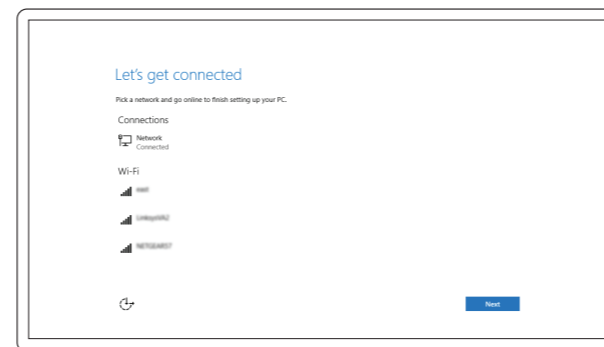 Let's get connected
Pick a network and go online to finish setting up your PC.
Connections
Network
Connected
Wi-Fi
Next